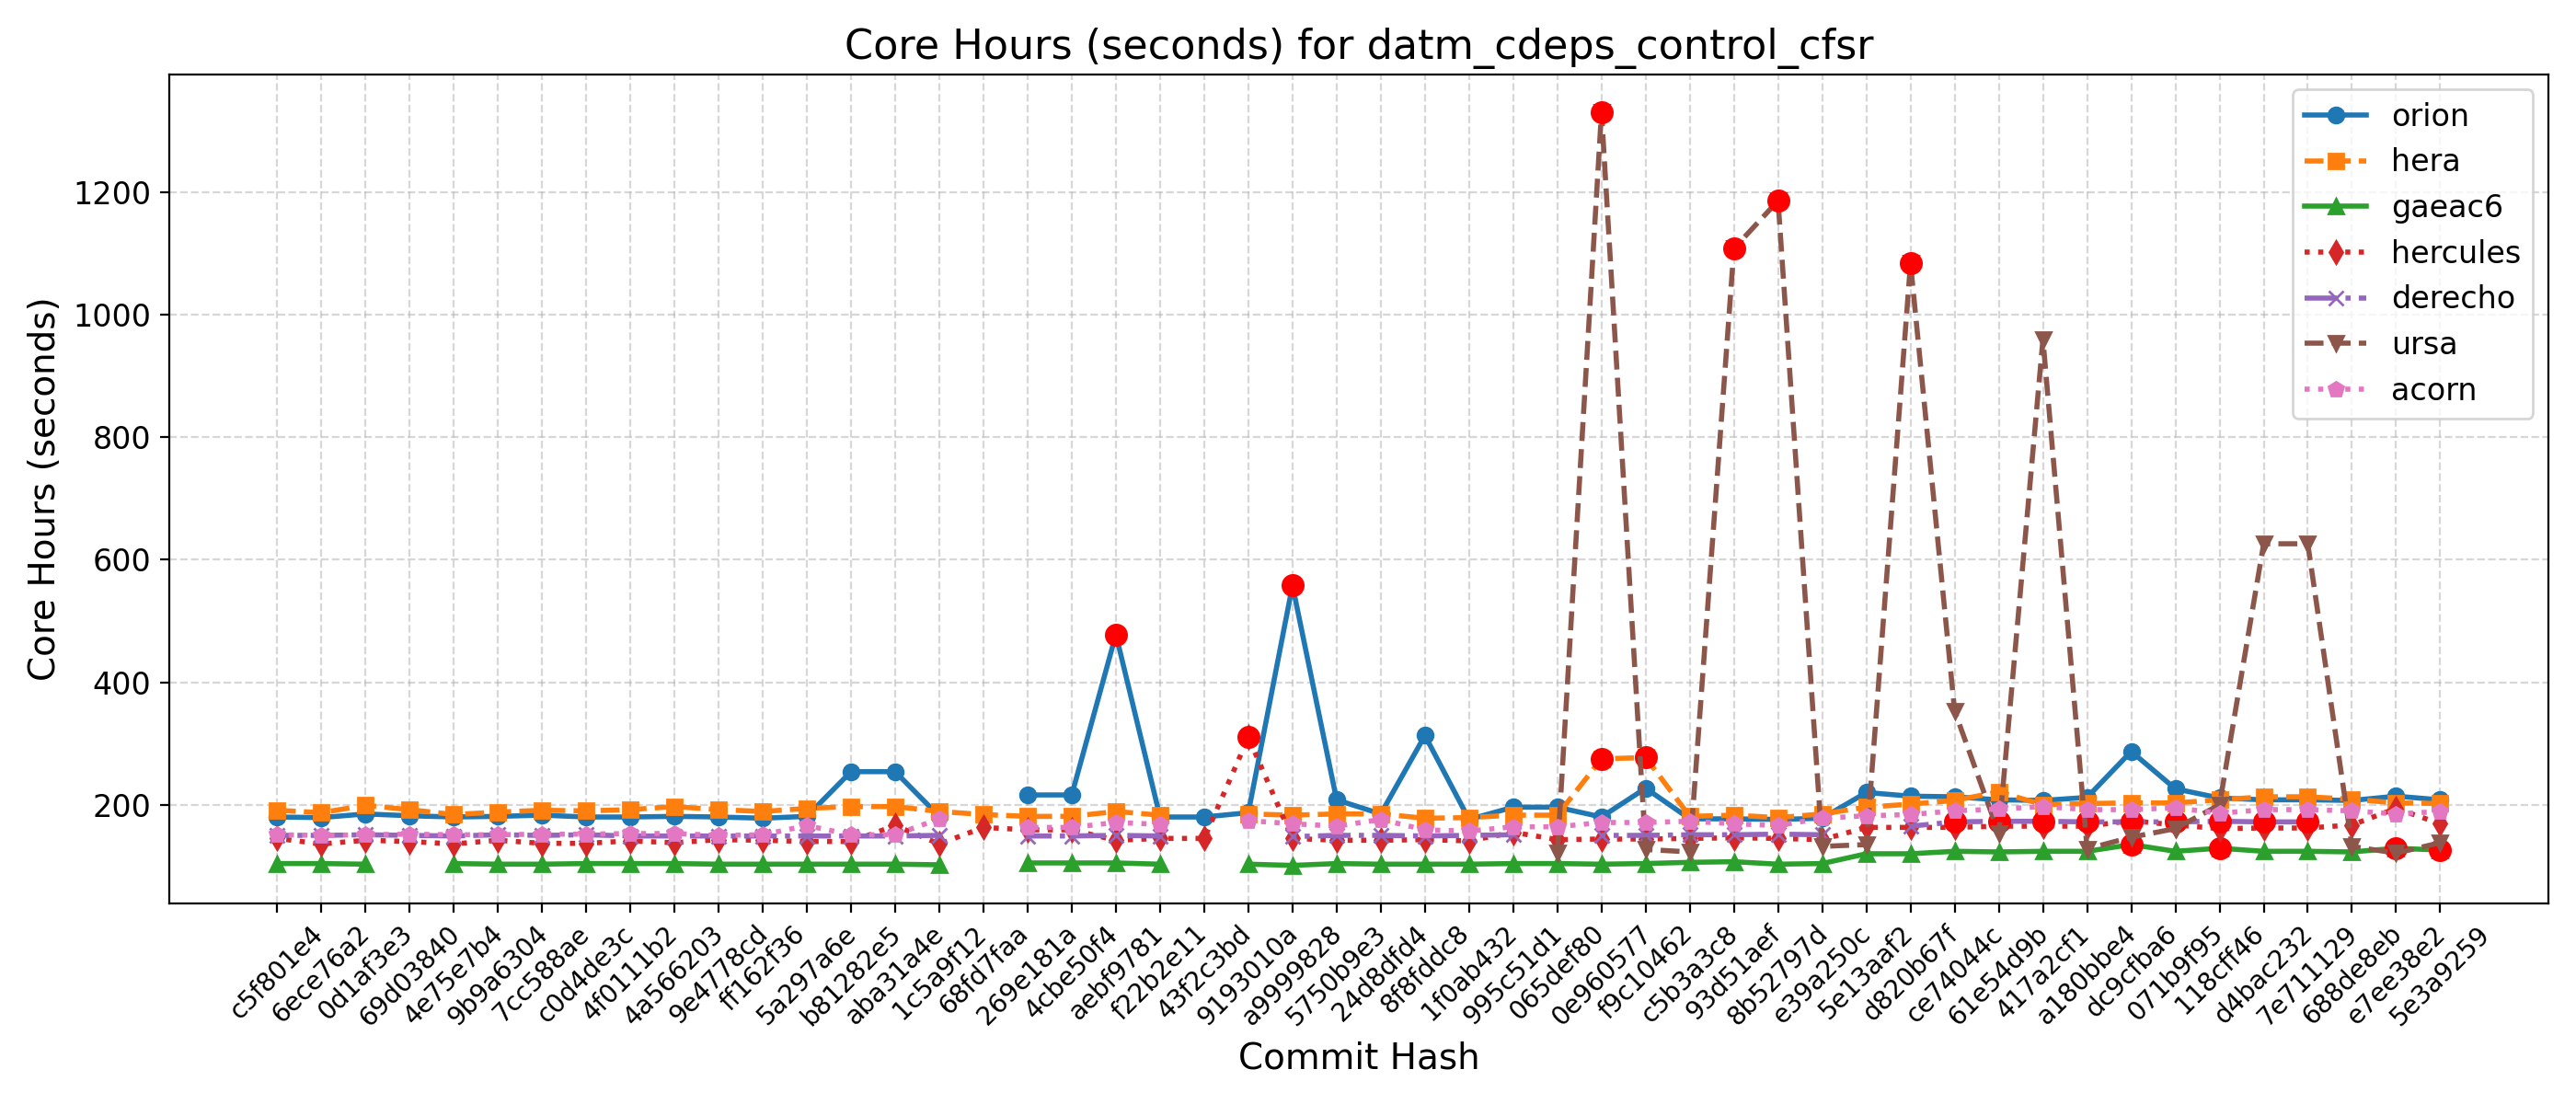 Core Hours (seconds) for datm_cdeps_control_cfsr
Core Hours (seconds)
1200
1000
800
600
400
200
orion
hera
gaeac6
hercules
derecho
ursa
acorn
c5f801e4
6ece76a2
0d1af3e3
69d03840
4e75e7b4
9b9a6304
7cc588ae
c0d4de3c
4f0111b2
4a566203
9e4778cd
ff162f36
5a297a6e
b81282e5
aba31a4e
1c5a9f12
68fd7faa
269e181a
4cbe50f4
aebf9781
f22b2e11
43f2c3bd
9193010a
a9999828
5750b9e3
24d8dfd4
8f8fddc8
1f0ab432
995c51d1
065def80
0e960577
f9c10462
c5b3a3c8
93d51aef
8b52797d
e39a250c
5e13aaf2
d820b67f
ce74044c
61e54d9b
417a2cf1
a180bbe4
dc9cfba6
071b9f95
118cff46
d4bac232
7e711129
688de8eb
e7ee38e2
5e3a9259
Commit Hash